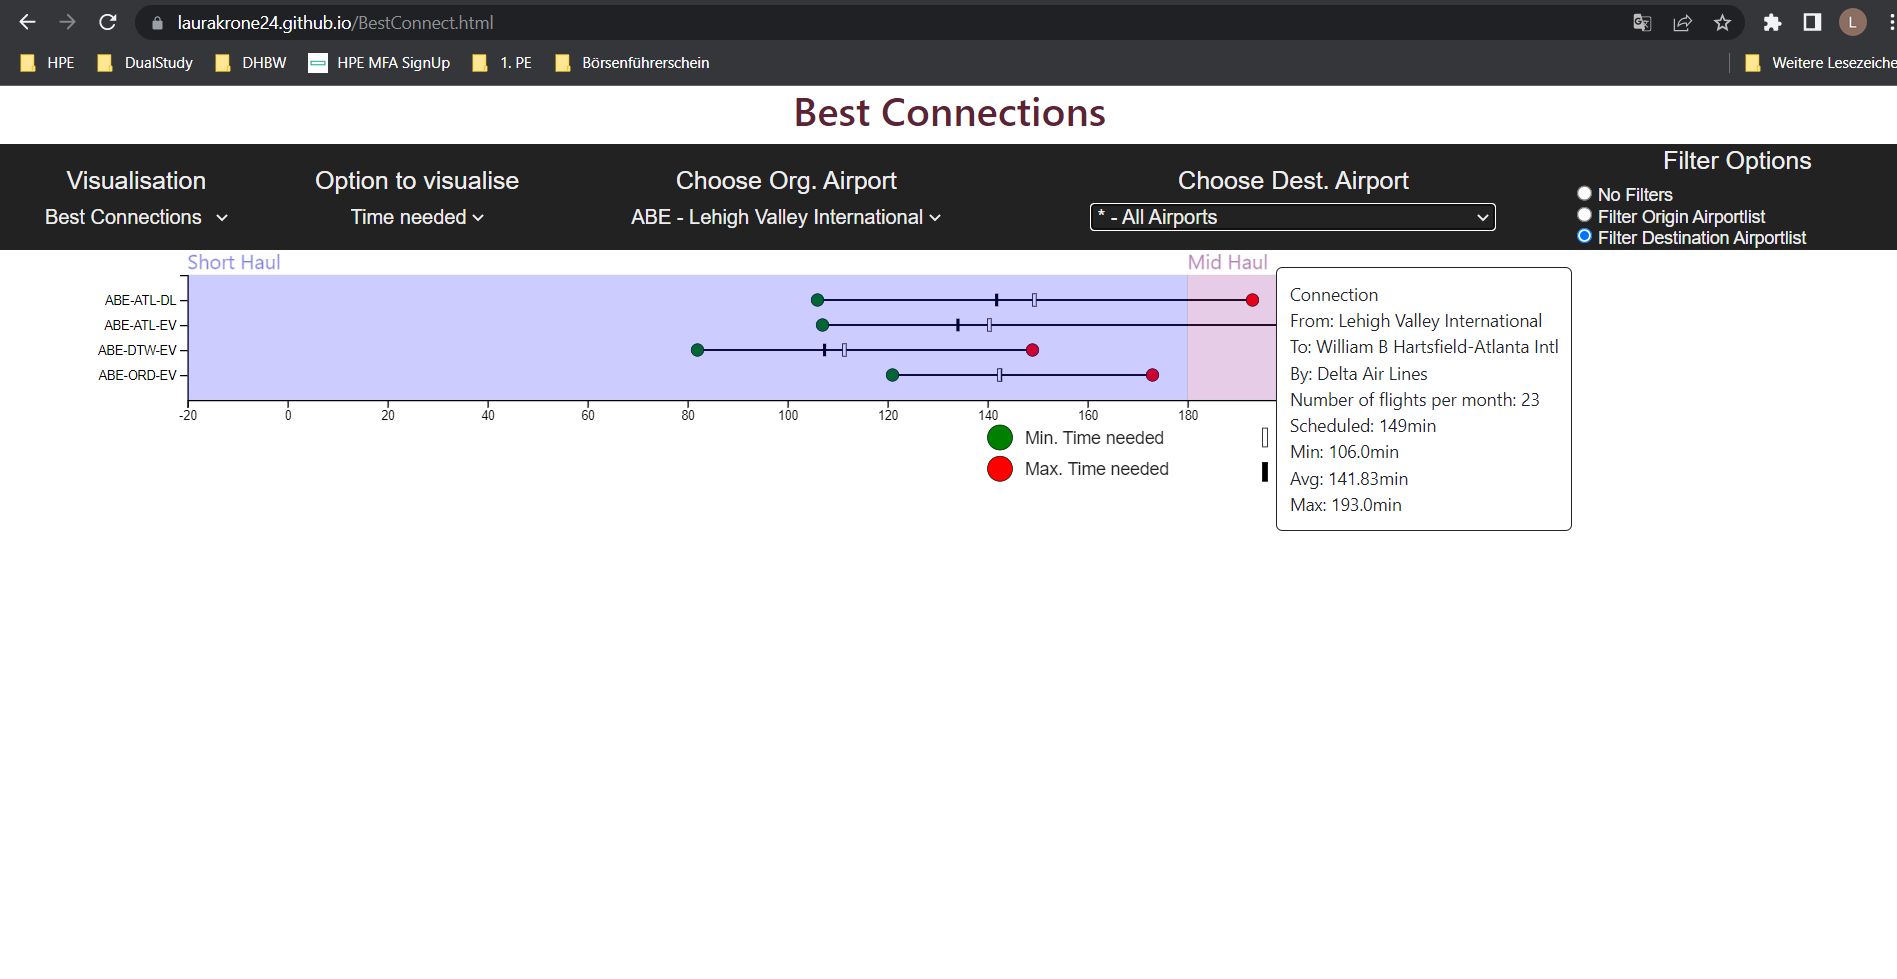 laurakrone24.github.io/BestConnect.html
L
HPE
DualStudy
DHBW
HPE MFA SignUp
1. PE
Börsenführerschein
Weitere Lesezeiche
Best Connections
Visualisation
Option to visualise
Choose Org. Airport
Choose Dest. Airport
Filter Options
Best Connections
Time needed
ABE - Lehigh Valley International
* - All Airports
No Filters
Filter Origin Airportlist
Filter Destination Airportlist
Short Haul
Mid Haul
ABE-ATL-DL
ABE-ATL-EV
ABE-DTW-EV
ABE-ORD-EV
-20 0 20 40 60 80 100 120 140 160 180
Min. Time needed
Max. Time needed
Connection
From: Lehigh Valley International
To: William B Hartsfield-Atlanta Intl
By: Delta Air Lines
Number of flights per month: 23
Scheduled: 149min
Min: 106.0min
Avg: 141.83min
Max: 193.0min